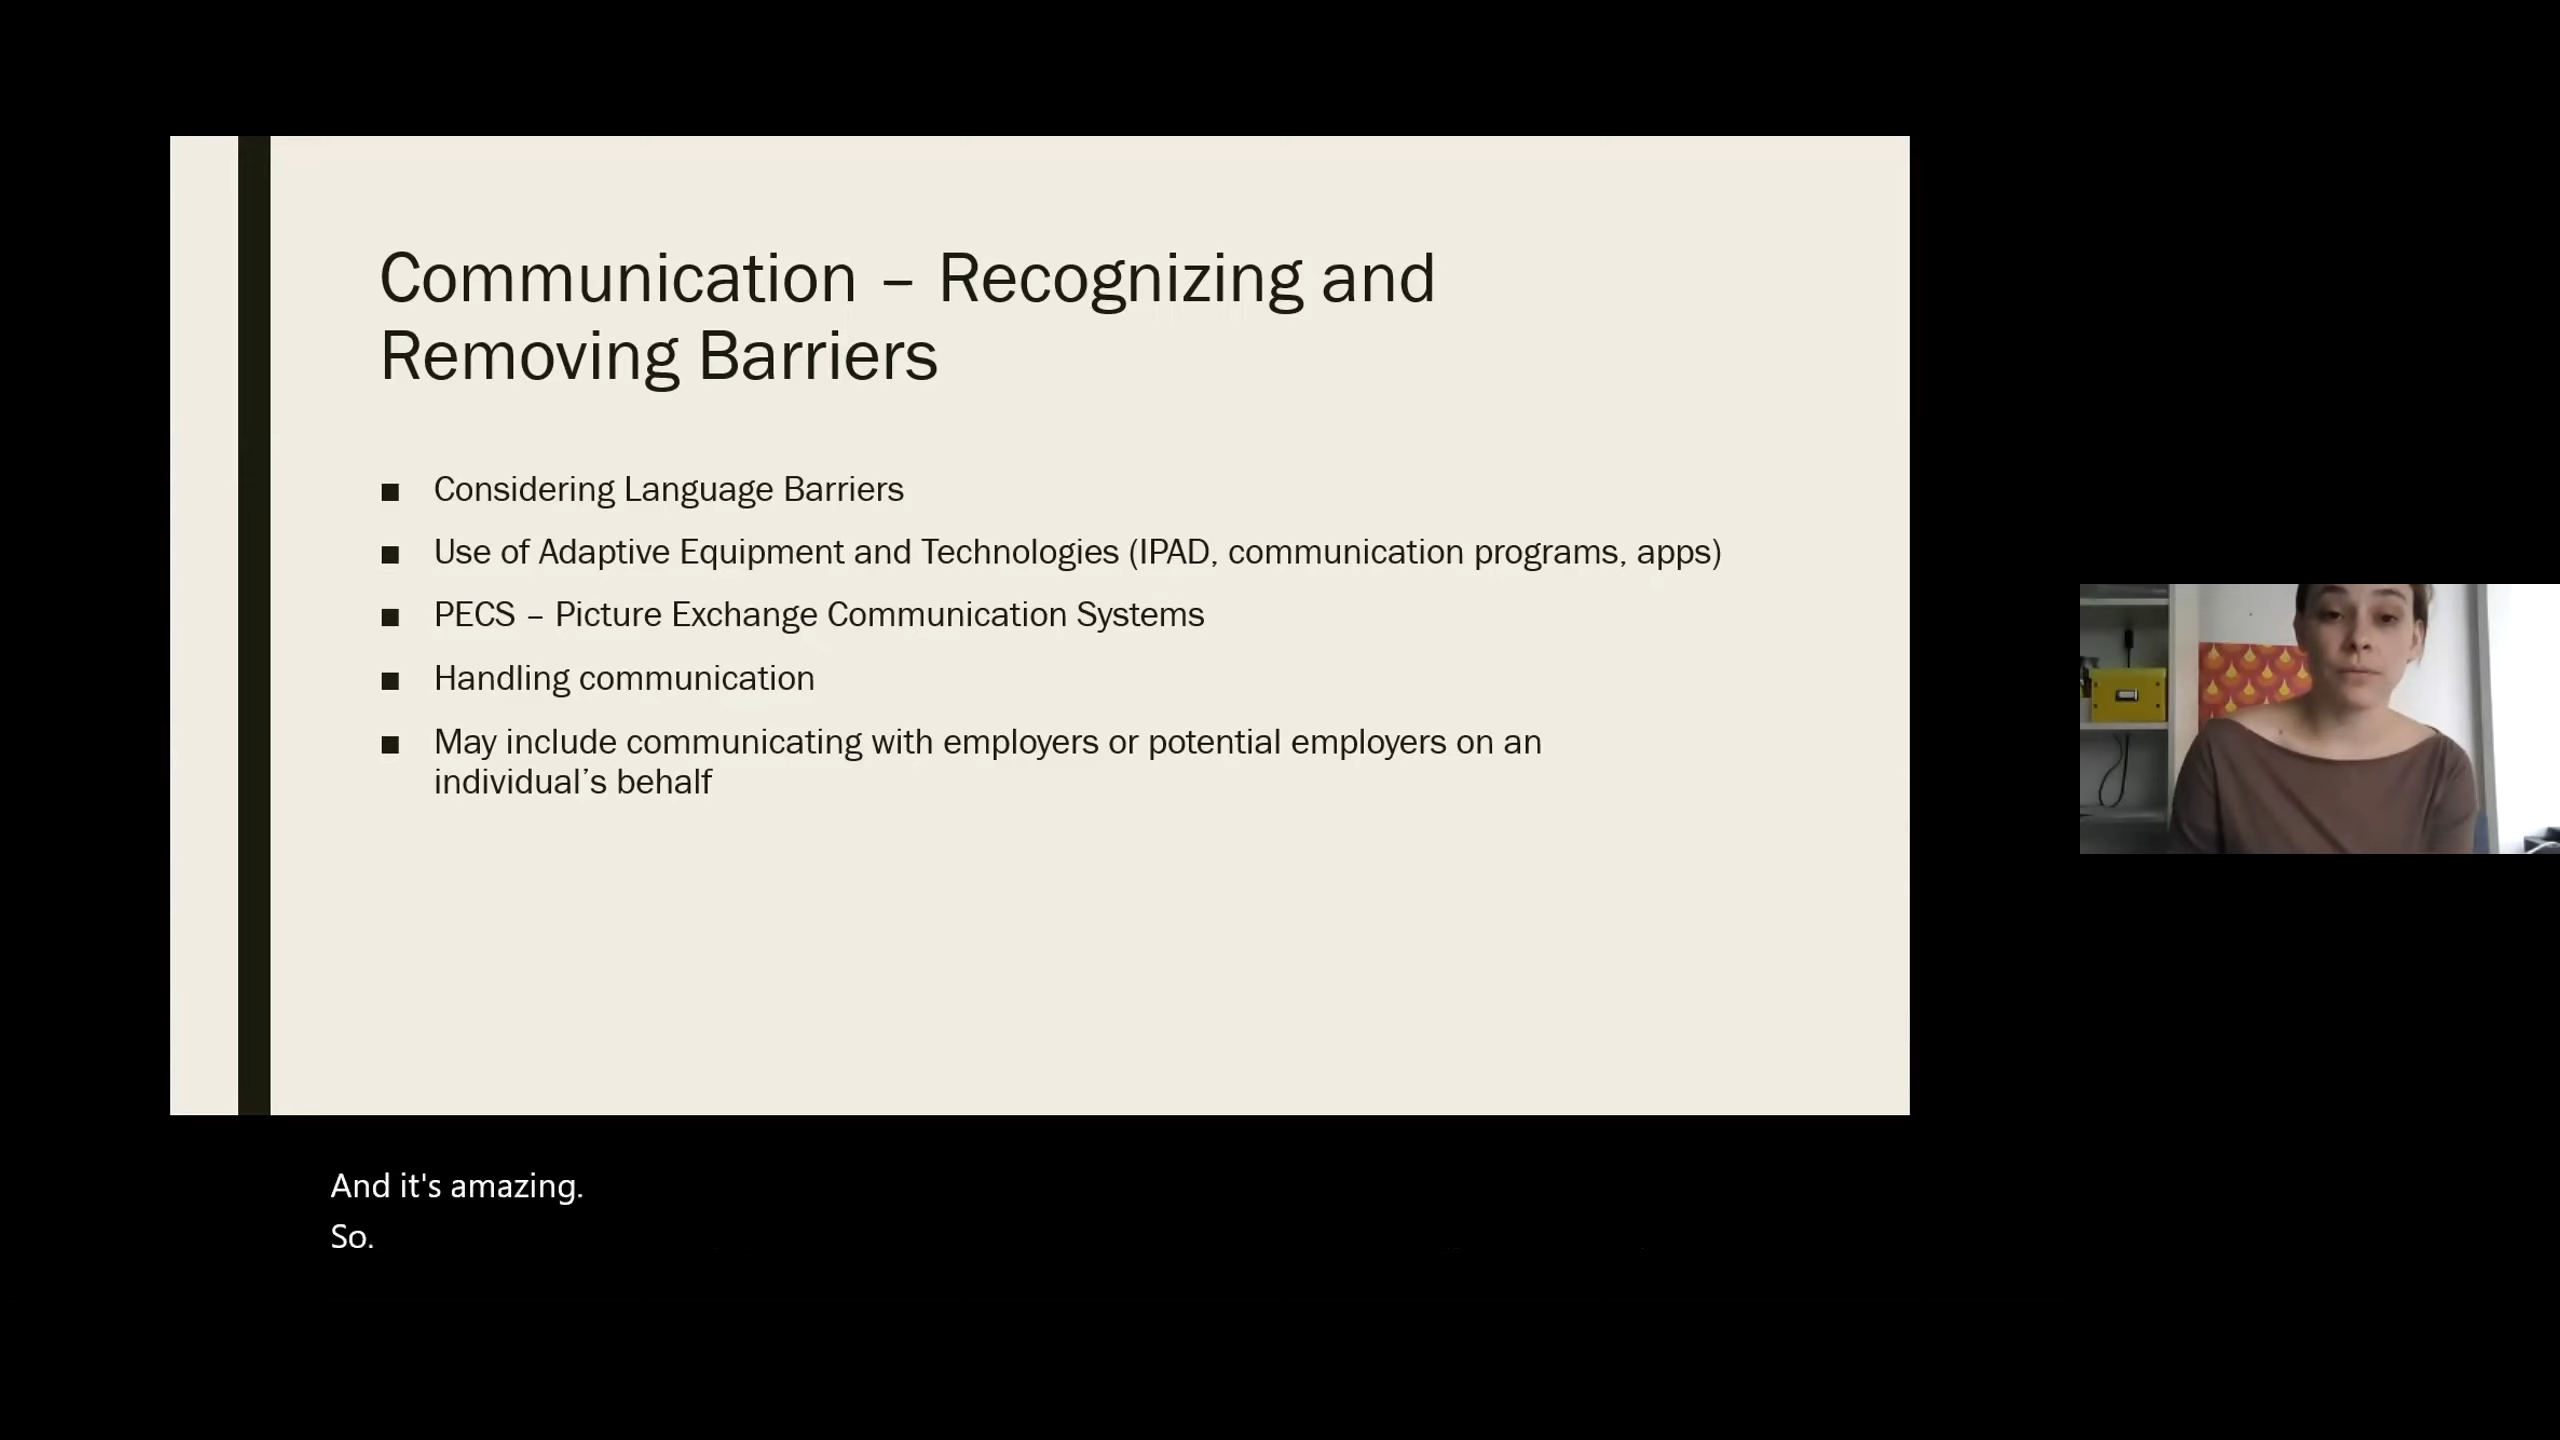 Communication – Recognizing and
Removing Barriers
■ Considering Language Barriers
■ Use of Adaptive Equipment and Technologies (IPAD, communication programs, apps)
■ PECS – Picture Exchange Communication Systems
■ Handling communication
■ May include communicating with employers or potential employers on an
individual’s behalf
And it's amazing.
So.